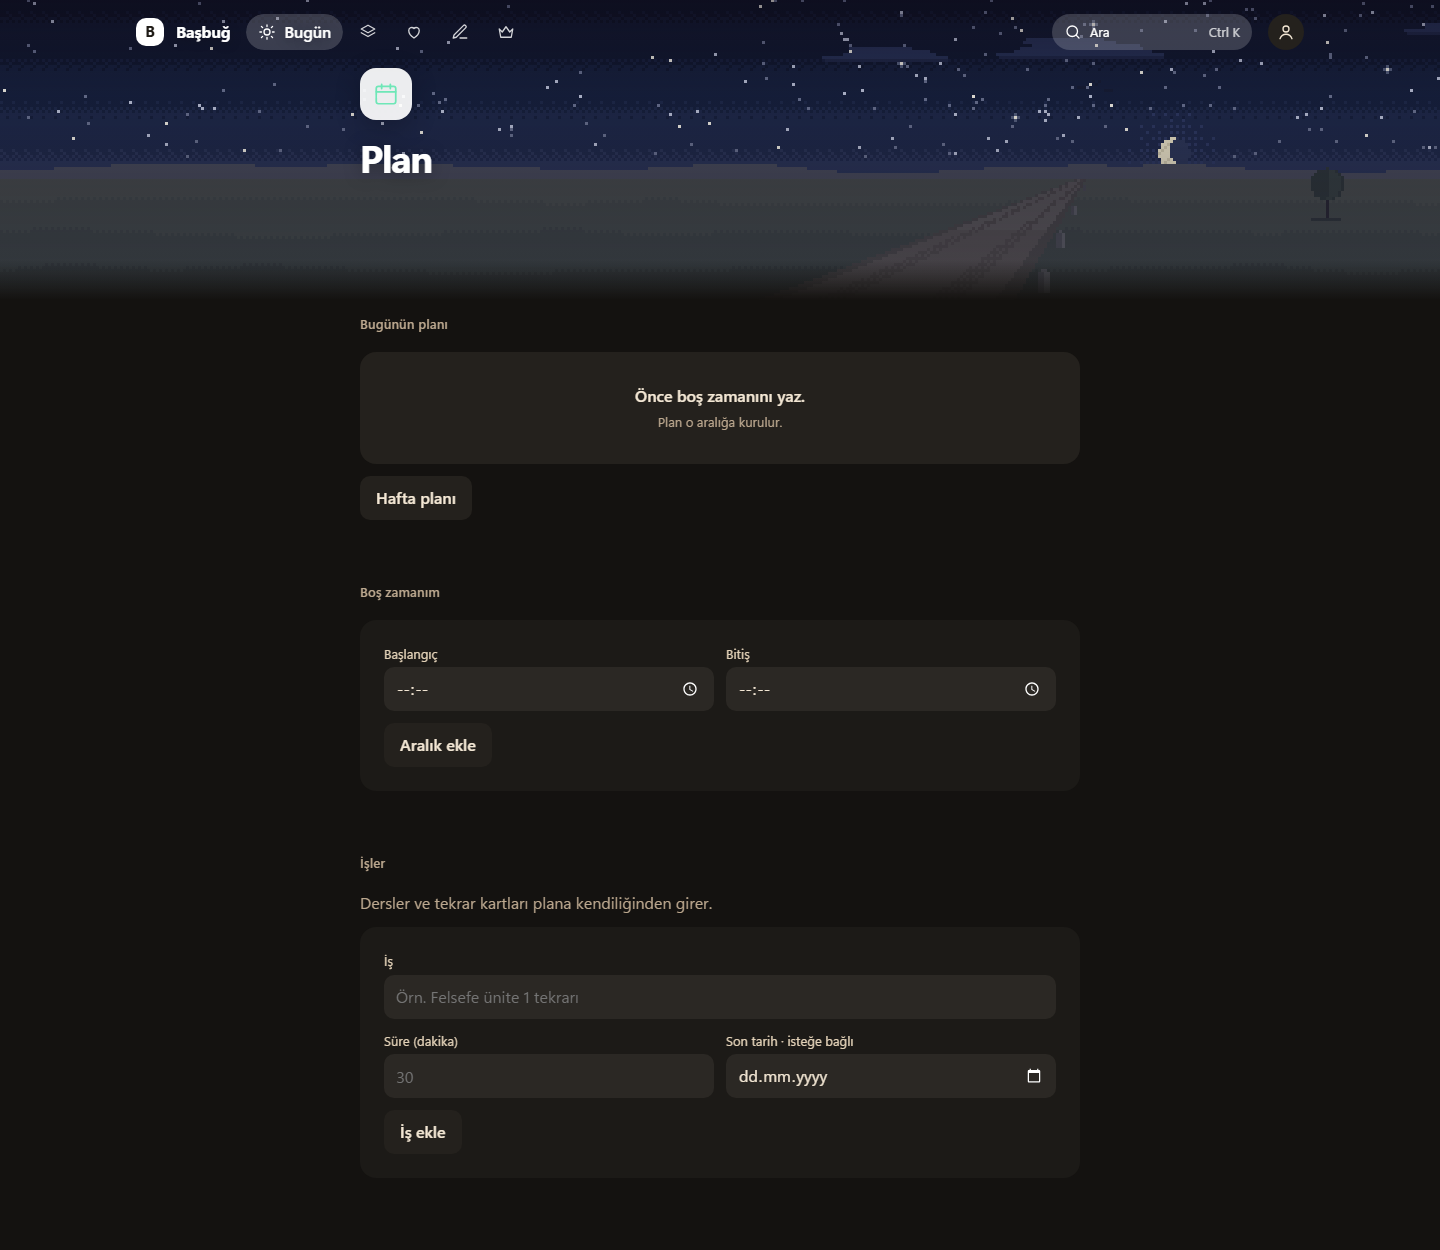 B Başbuğ Bugün Ara Ctrl K
Plan
Bugünün planı
Önce boş zamanını yaz.
Plan o aralığa kurulur.
Hafta planı
Boş zamanım
Başlangıç Bitiş
--:-- --:--
Aralık ekle
İşler
Dersler ve tekrar kartları plana kendiliğinden girer.
İş
Örn. Felsefe ünite 1 tekrarı
Süre (dakika) Son tarih · isteğe bağlı
30 dd.mm.yyyy
İş ekle